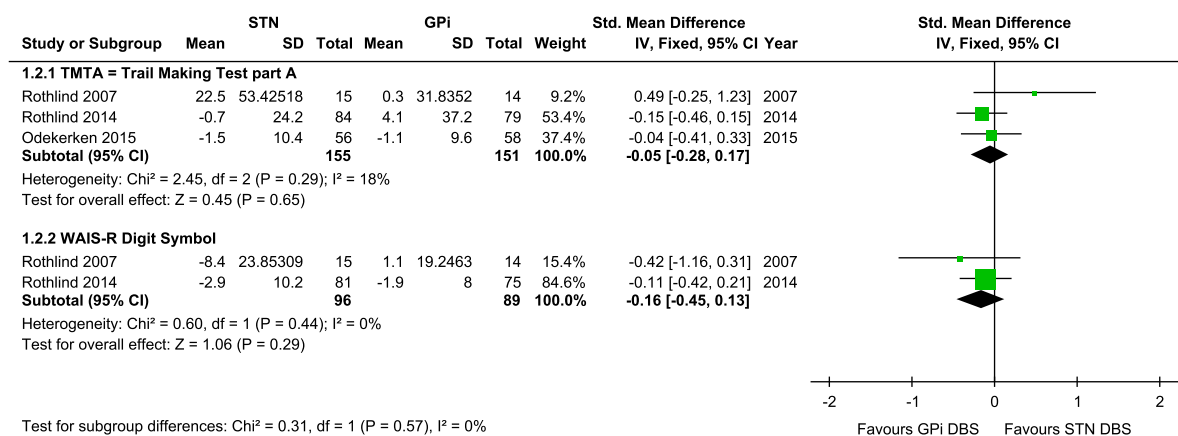 STN GPi Std. Mean Difference Std. Mean Difference
Study or Subgroup Mean SD Total Mean SD Total Weight IV, Fixed, 95% CI Year IV, Fixed, 95% CI
1.2.1 TMTA = Trail Making Test part A
Rothlind 2007 22.5 53.42518 15 0.3 31.8352 14 9.2% 0.49 [-0.25, 1.23] 2007
Rothlind 2014 -0.7 24.2 84 4.1 37.2 79 53.4% -0.15 [-0.46, 0.15] 2014
Odekerken 2015 -1.5 10.4 56 -1.1 9.6 58 37.4% -0.04 [-0.41, 0.33] 2015
Subtotal (95% CI) 155 151 100.0% -0.05 [-0.28, 0.17]
Heterogeneity: Chi² = 2.45, df = 2 (P = 0.29); I² = 18%
Test for overall effect: Z = 0.45 (P = 0.65)
1.2.2 WAIS-R Digit Symbol
Rothlind 2007 -8.4 23.85309 15 1.1 19.2463 14 15.4% -0.42 [-1.16, 0.31] 2007
Rothlind 2014 -2.9 10.2 81 -1.9 8 75 84.6% -0.11 [-0.42, 0.21] 2014
Subtotal (95% CI) 96 89 100.0% -0.16 [-0.45, 0.13]
Heterogeneity: Chi² = 0.60, df = 1 (P = 0.44); I² = 0%
Test for overall effect: Z = 1.06 (P = 0.29)
-2 -1 0 1 2
Test for subgroup differences: Chi² = 0.31, df = 1 (P = 0.57), I² = 0% Favours GPi DBS Favours STN DBS